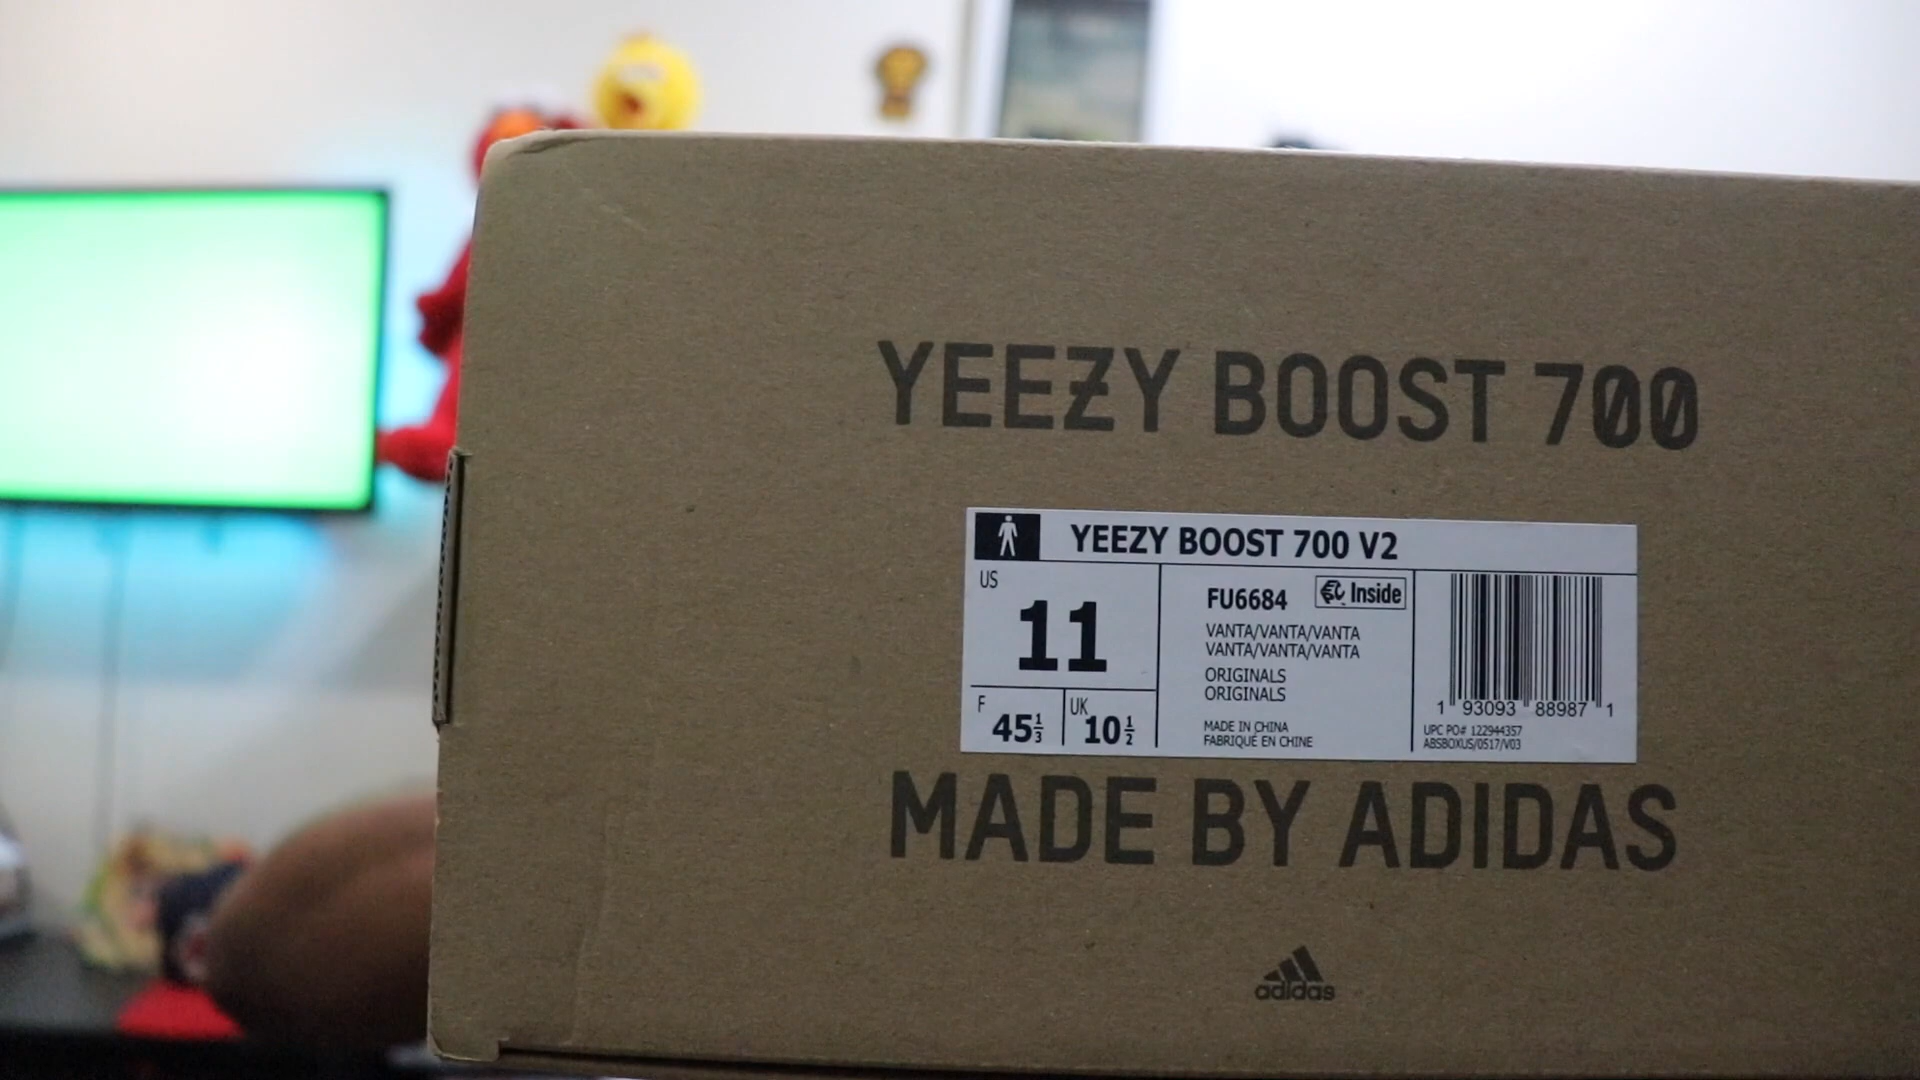 YEEZY BOOST 700
YEEZY BOOST 700 V2
US
11
F
45⅓
UK
10½
FU6684
Inside
VANTA/VANTA/VANTA
VANTA/VANTA/VANTA
ORIGINALS
ORIGINALS
MADE IN CHINA
FABRIQUÉ EN CHINE
1 93093 88987 1
UPC PO# 122944357
ABSBOXUS/0517/V03
MADE BY ADIDAS
adidas